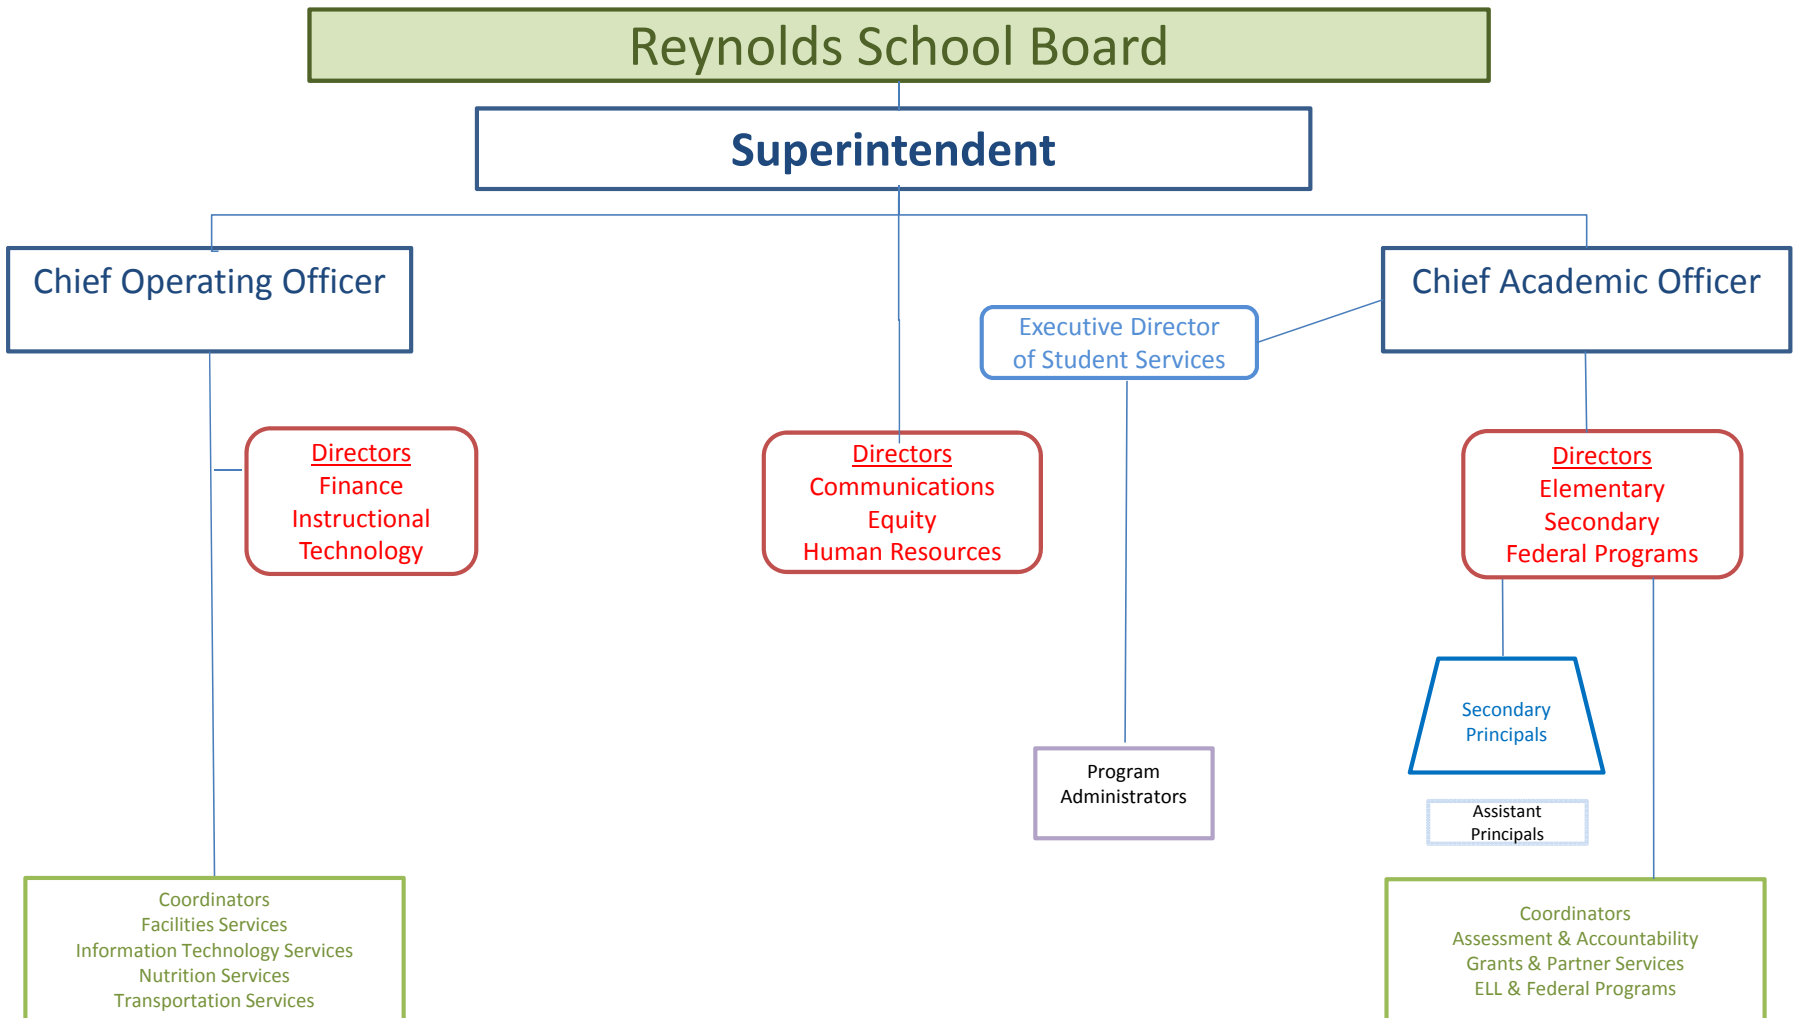 Reynolds School Board
Superintendent
Chief Operating Officer
Chief Academic Officer
Executive Director
of Student Services
Directors
Finance
Instructional
Technology
Directors
Communications
Equity
Human Resources
Directors
Elementary
Secondary
Federal Programs
Secondary
Principals
Program
Administrators
Assistant
Principals
Coordinators
Facilities Services
Information Technology Services
Nutrition Services
Transportation Services
Coordinators
Assessment & Accountability
Grants & Partner Services
ELL & Federal Programs